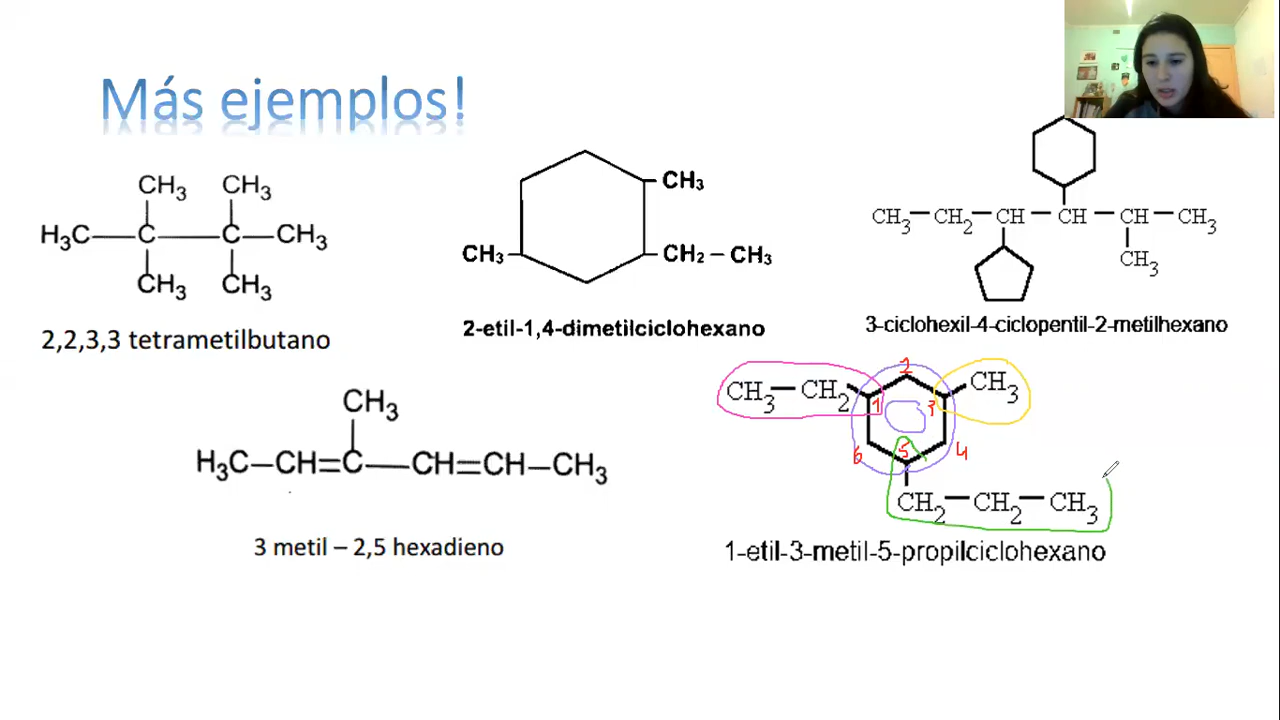 Más ejemplos!
CH3 CH3
H3C—C—C—CH3
CH3 CH3
2,2,3,3 tetrametilbutano
CH3
CH3 CH2–CH3
2-etil-1,4-dimetilciclohexano
CH3—CH2—CH—CH—CH—CH3
CH3
3-ciclohexil-4-ciclopentil-2-metilhexano
CH3
H3C–CH=C—CH=CH–CH3
3 metil – 2,5 hexadieno
2
CH3—CH2 1 3 CH3
6 5 4
CH2—CH2—CH3
1-etil-3-metil-5-propilciclohexano